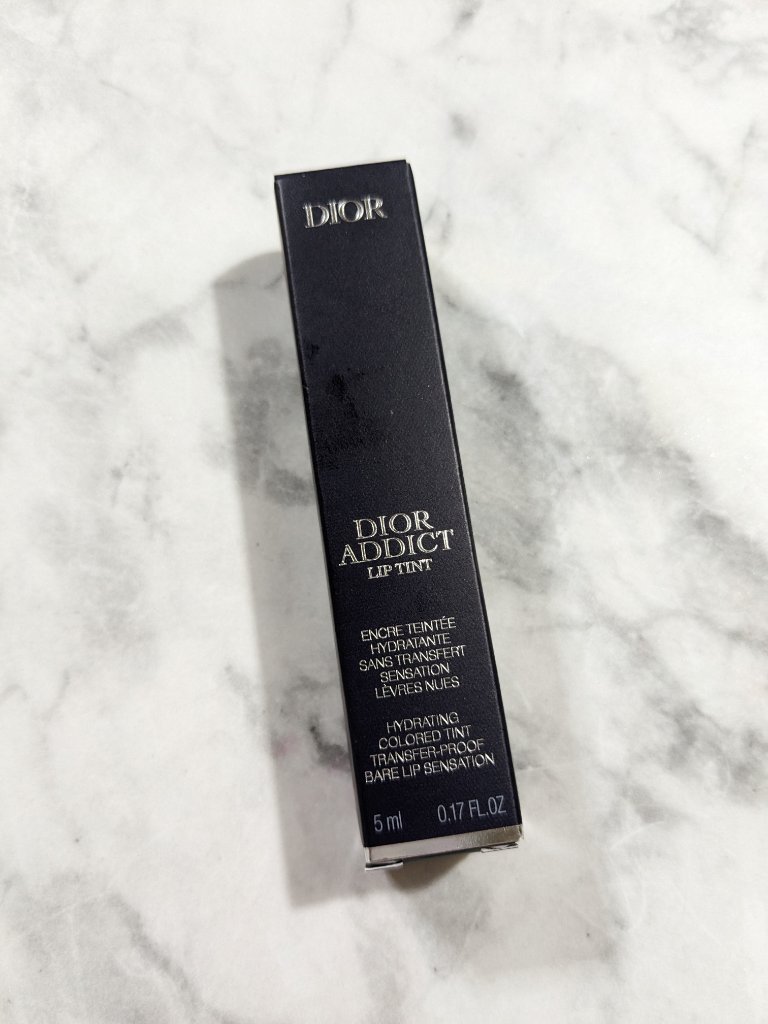 DIOR
DIOR
ADDICT
LIP TINT
ENCRE TEINTÉE
HYDRATANTE
SANS TRANSFERT
SENSATION
LÈVRES NUES
HYDRATING
COLORED TINT
TRANSFER-PROOF
BARE LIP SENSATION
5 ml 0.17 FL.OZ